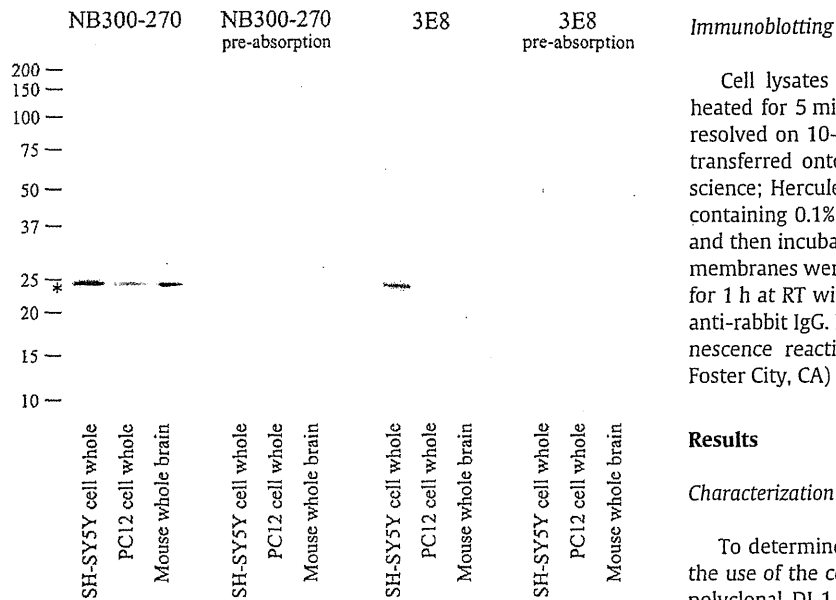 NB300-270 NB300-270 3E8 3E8
pre-absorption pre-absorption
200
150
100
75
50
37
25
*
20
15
10
SH-SY5Y cell whole
PC12 cell whole
Mouse whole brain
SH-SY5Y cell whole
PC12 cell whole
Mouse whole brain
SH-SY5Y cell whole
PC12 cell whole
Mouse whole brain
SH-SY5Y cell whole
PC12 cell whole
Mouse whole brain
Immunoblotting
Cell lysates
heated for 5 mi
resolved on 10-
transferred onto
science; Hercule
containing 0.1%
and then incuba
membranes wer
for 1 h at RT wi
anti-rabbit IgG.
nescence reacti
Foster City, CA)
Results
Characterization
To determine
the use of the c
polyclonal DJ-1